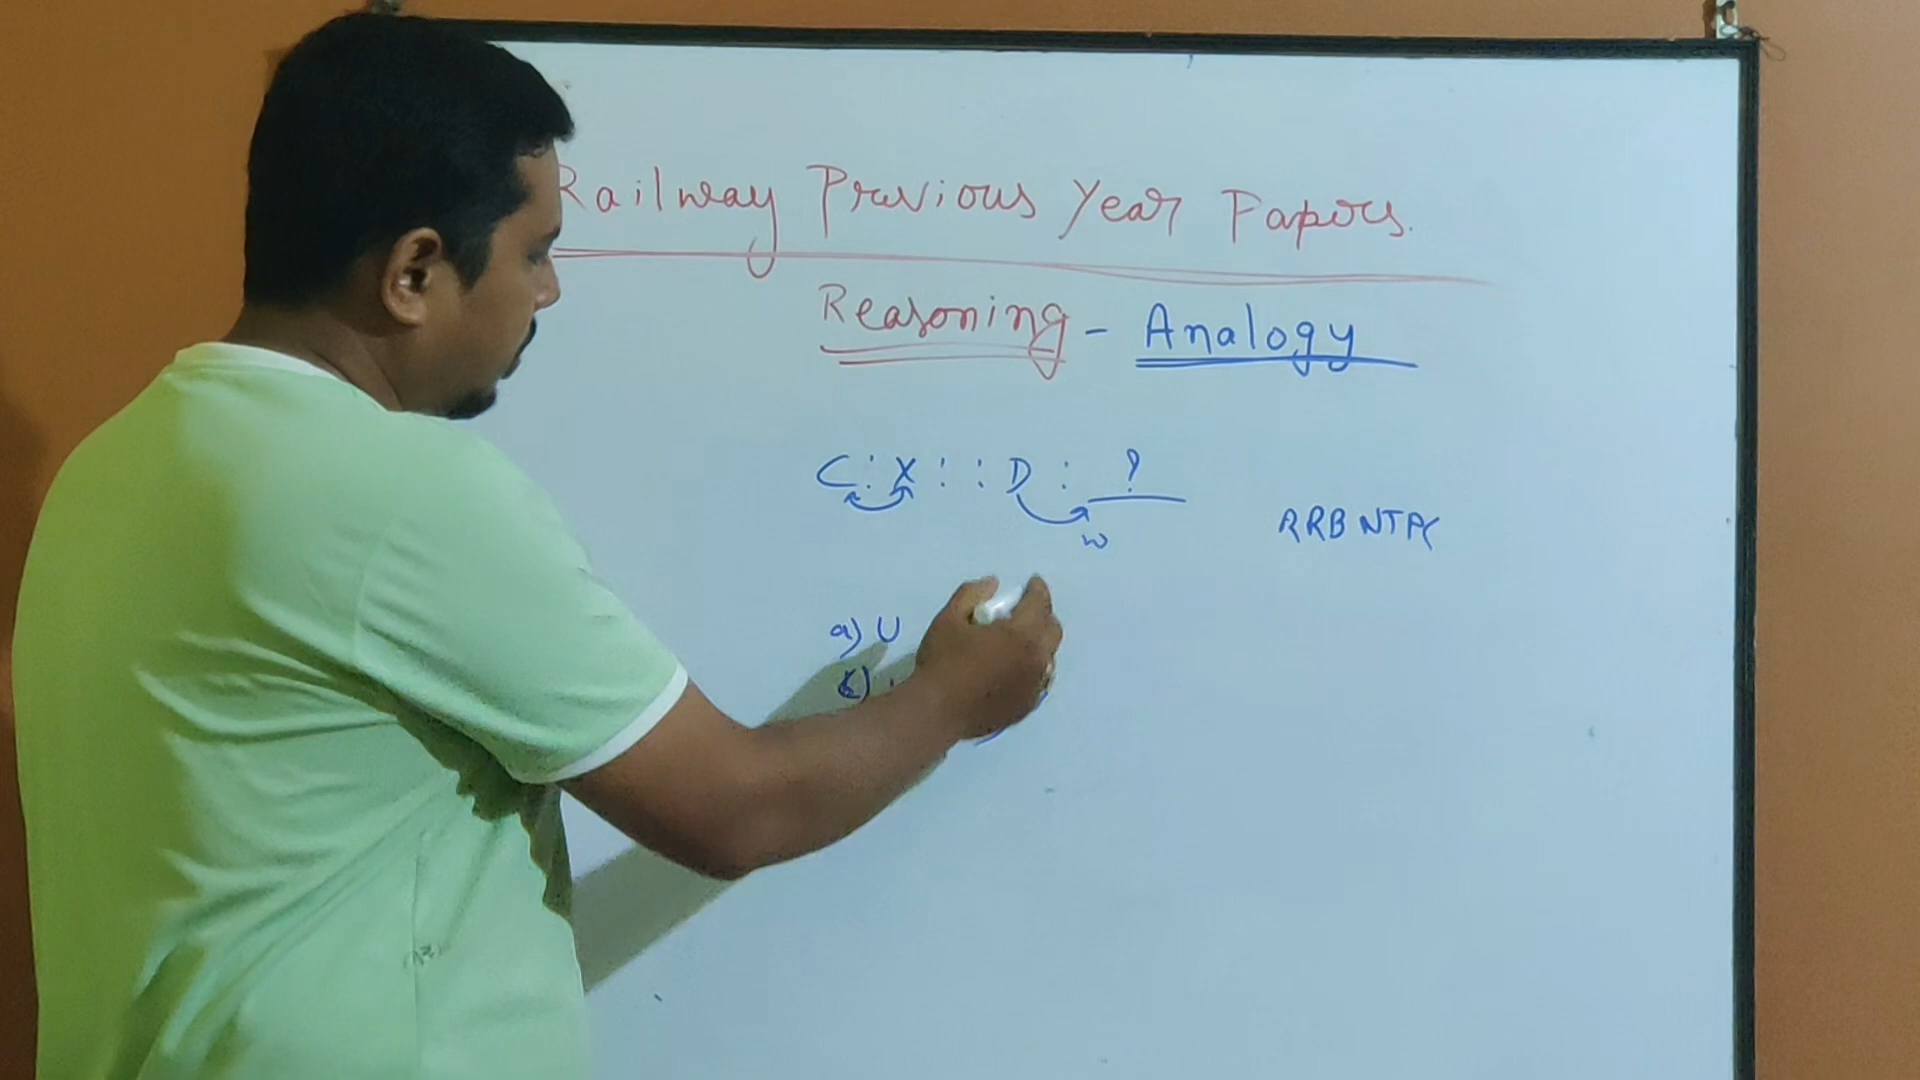 Railway Previous Year Papers.
Reasoning - Analogy
C : X : : D : ?
w
RRB NTPC
a) U
c)